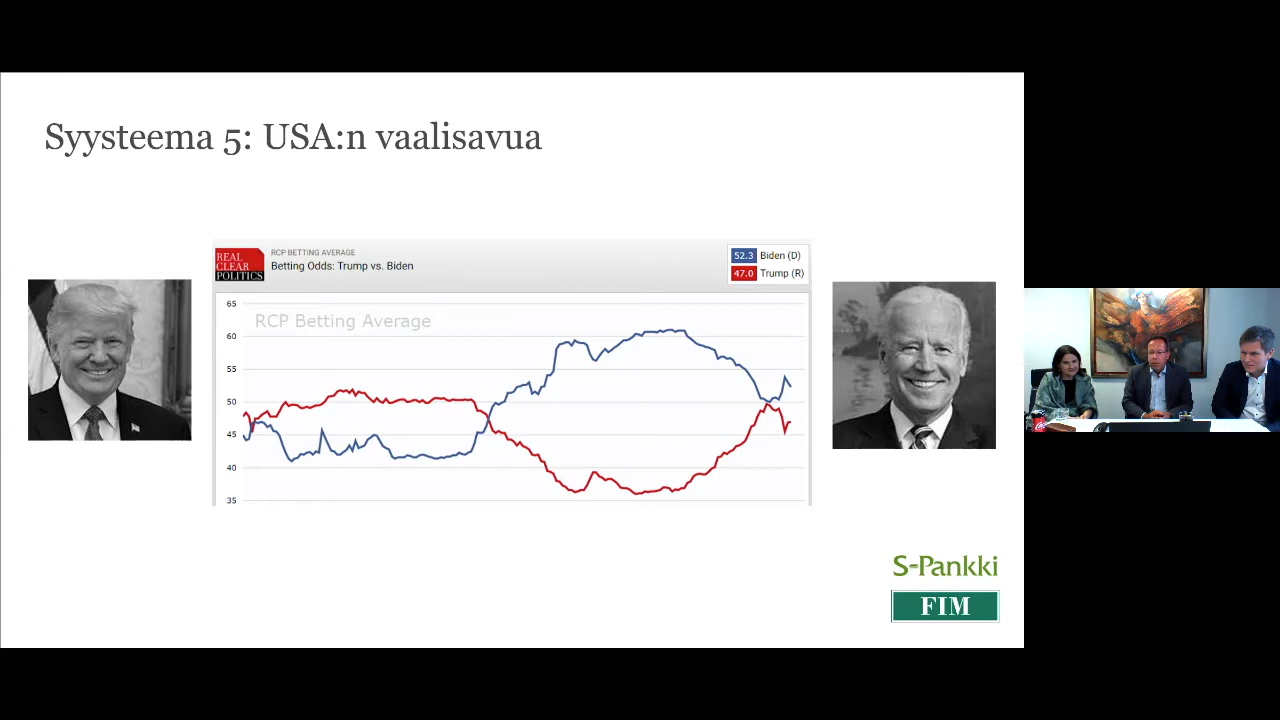 Syysteema 5: USA:n vaalisavua
REAL
CLEAR
POLITICS
RCP BETTING AVERAGE
Betting Odds: Trump vs. Biden
52.3 Biden (D)
47.0 Trump (R)
RCP Betting Average
65
60
55
50
45
40
35
S-Pankki
FIM